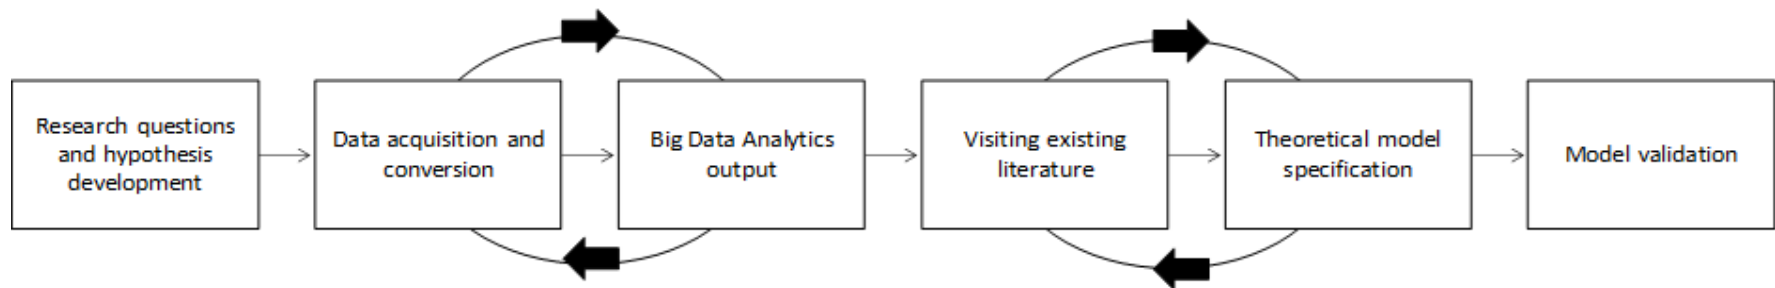 Research questions
and hypothesis
development
Data acquisition and
conversion
Big Data Analytics
output
Visiting existing
literature
Theoretical model
specification
Model validation